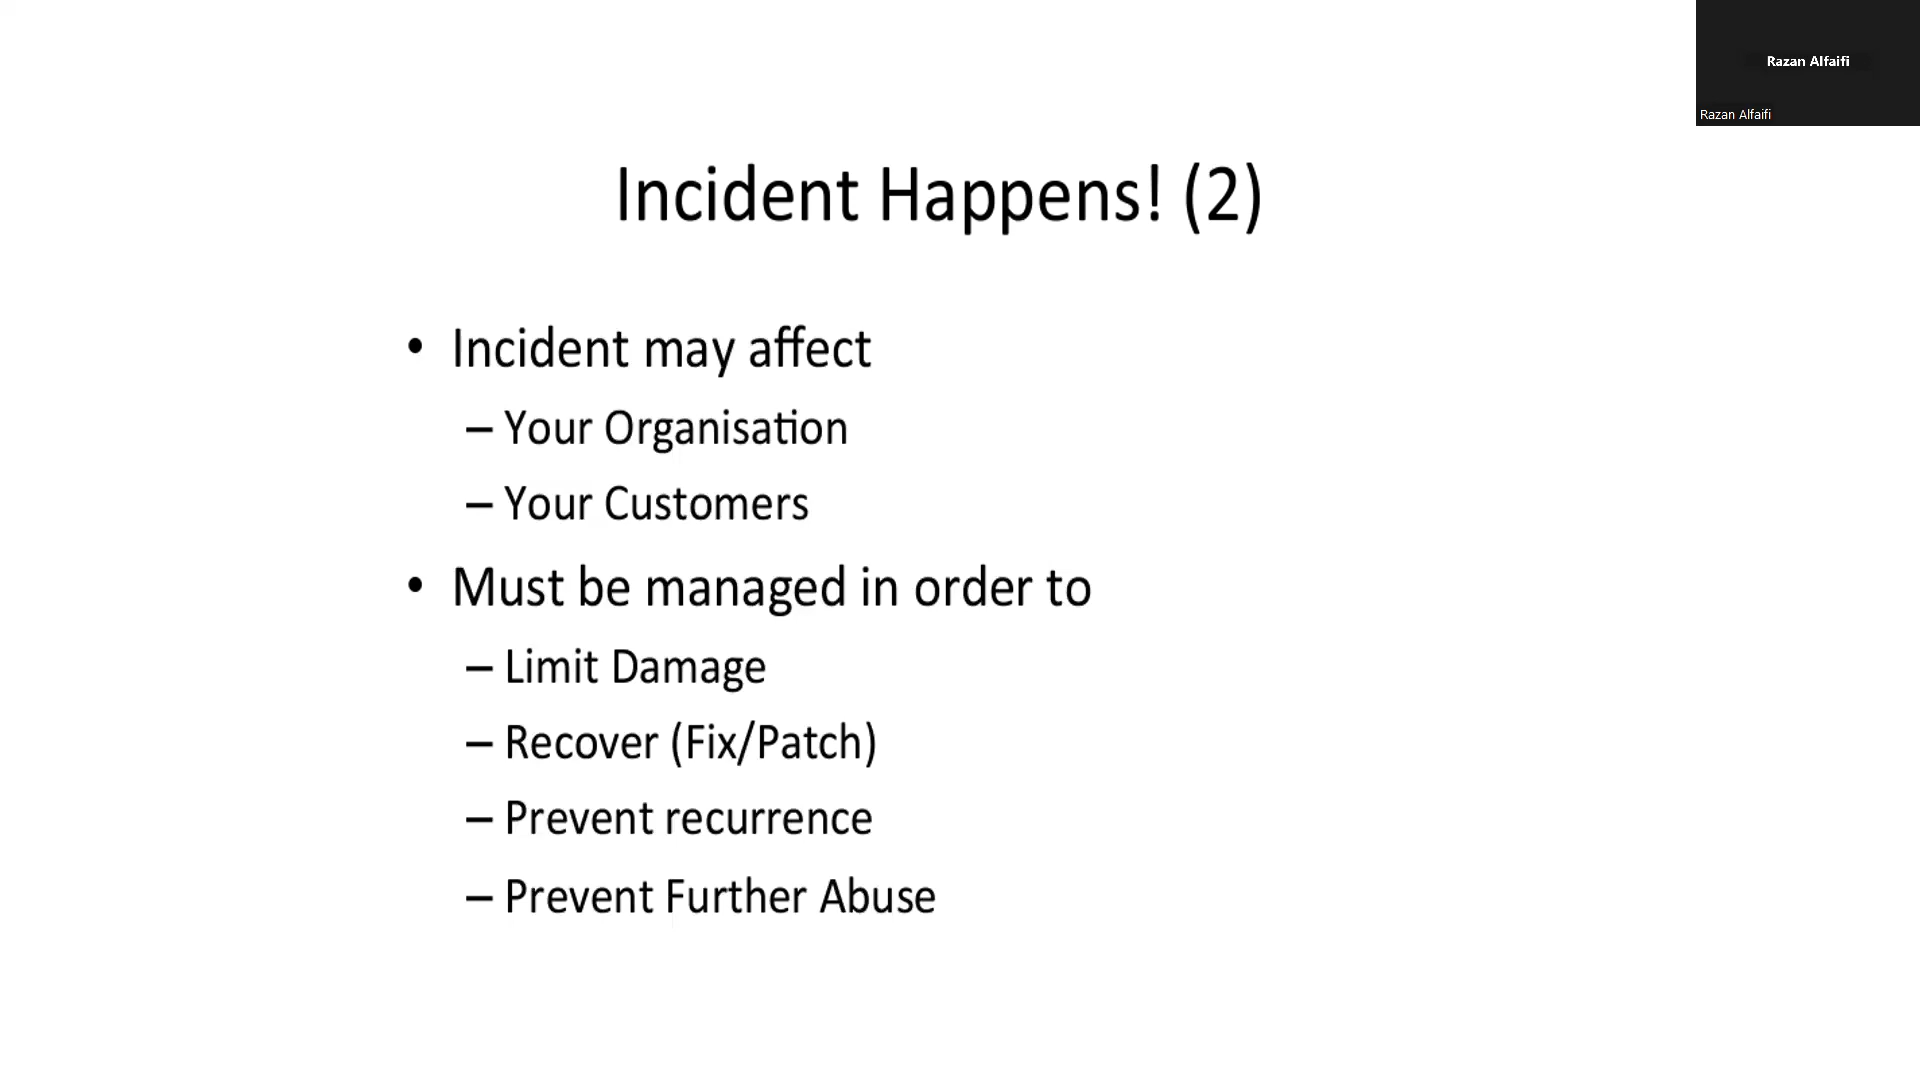 Razan Alfaifi
Razan Alfaifi
Incident Happens! (2)
• Incident may affect
– Your Organisation
– Your Customers
• Must be managed in order to
– Limit Damage
– Recover (Fix/Patch)
– Prevent recurrence
– Prevent Further Abuse